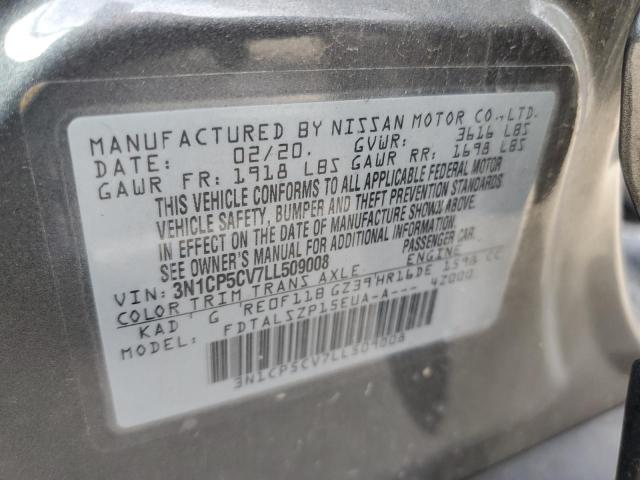 MANUFACTURED BY NISSAN MOTOR CO.,LTD.
DATE: 02/20. GVWR: 3616 LBS
GAWR FR: 1918 LBS GAWR RR: 1698 LBS
THIS VEHICLE CONFORMS TO ALL APPLICABLE FEDERAL MOTOR
VEHICLE SAFETY, BUMPER AND THEFT PREVENTION STANDARDS
IN EFFECT ON THE DATE OF MANUFACTURE SHOWN ABOVE.
SEE OWNER'S MANUAL FOR ADDITIONAL INFORMATION.
VIN: 3N1CP5CV7LL509008 PASSENGER CAR
COLOR TRIM TRANS AXLE ENGINE
KAD G RE0F11B GZ39 HR16DE 1598 CC
MODEL: FDTALSZP15EUA-A--- 42000
3N1CP5CV7LL509008